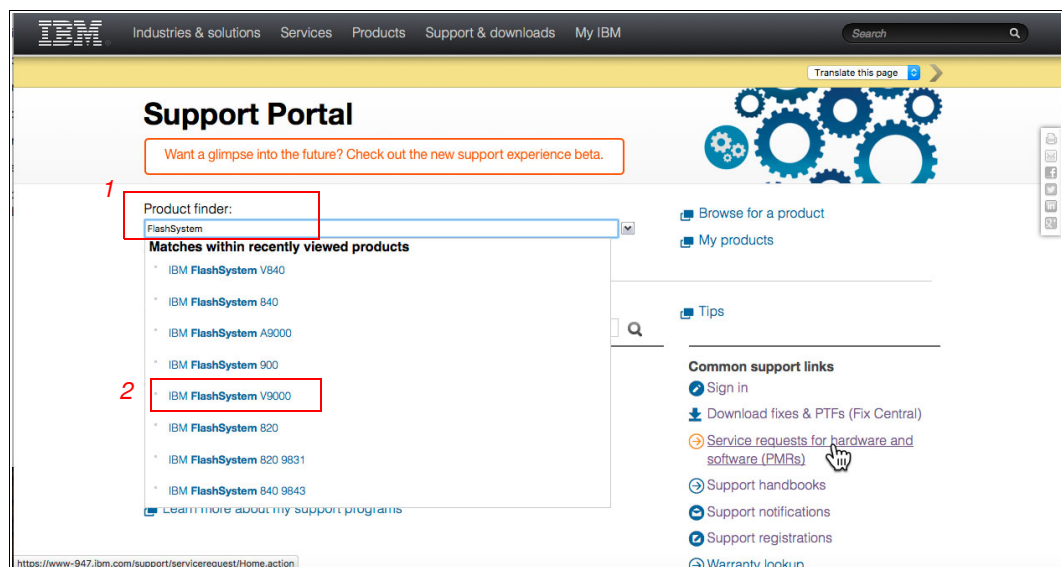 IBM
Industries & solutions Services Products Support & downloads My IBM
Search
Translate this page
Support Portal
Want a glimpse into the future? Check out the new support experience beta.
1
Product finder:
FlashSystem
Matches within recently viewed products
IBM FlashSystem V840
IBM FlashSystem 840
IBM FlashSystem A9000
IBM FlashSystem 900
2
IBM FlashSystem V9000
IBM FlashSystem 820
IBM FlashSystem 820 9831
IBM FlashSystem 840 9843
Learn more about my support programs
Browse for a product
My products
Tips
Common support links
Sign in
Download fixes & PTFs (Fix Central)
Service requests for hardware and
software (PMRs)
Support handbooks
Support notifications
Support registrations
Warranty lookup
https://www-947.ibm.com/support/servicerequest/Home.action